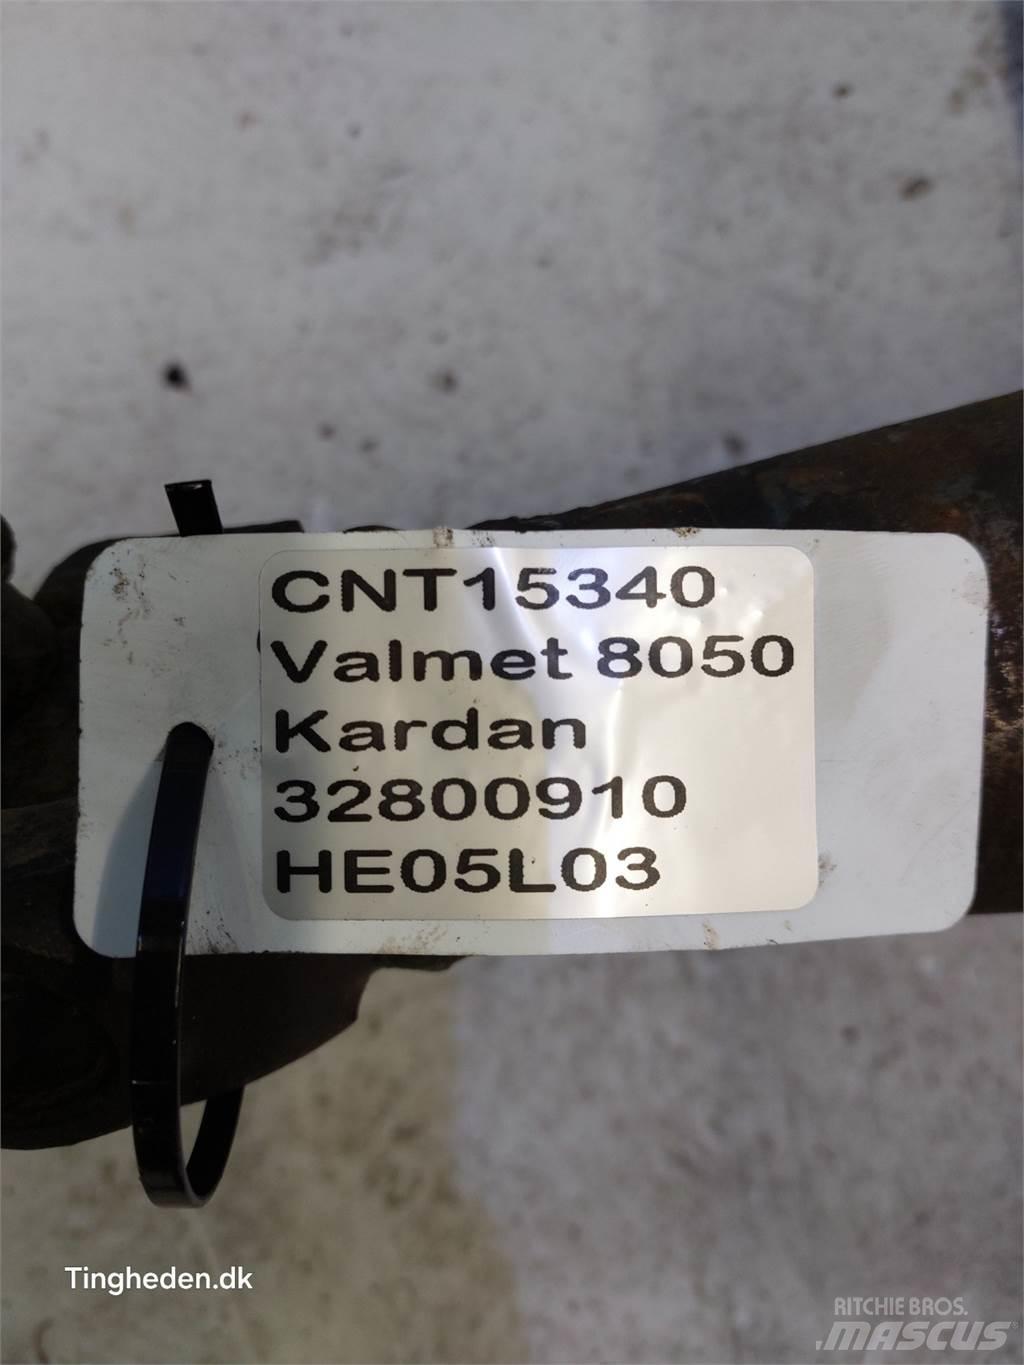 CNT15340
Valmet 8050
Kardan
32800910
HE05L03
Tingheden.dk
RITCHIE BROS.
MASCUS